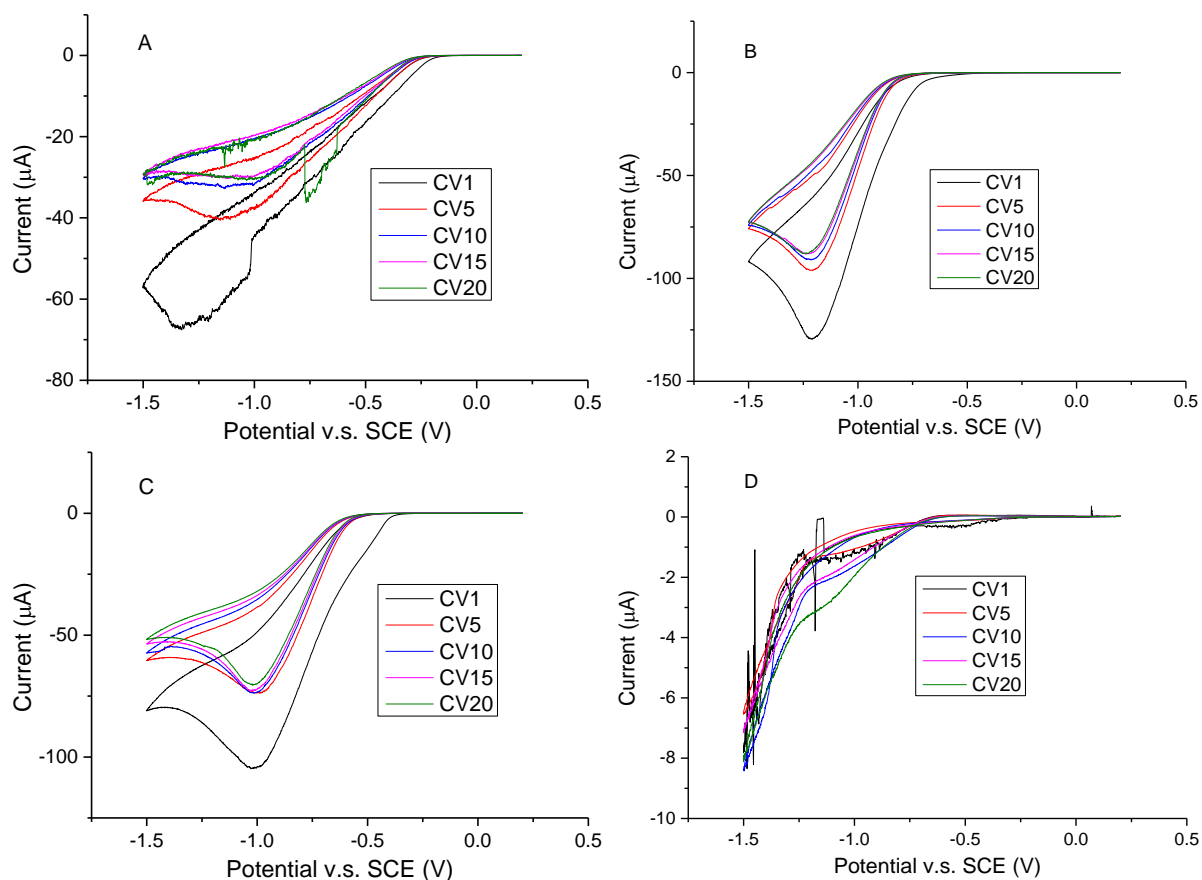 A
0
-20
-40
-60
-80
Current (μA)
-1.5
-1.0
-0.5
0.0
0.5
Potential v.s. SCE (V)
CV1
CV5
CV10
CV15
CV20
B
0
-50
-100
-150
Current (μA)
-1.5
-1.0
-0.5
0.0
0.5
Potential v.s. SCE (V)
CV1
CV5
CV10
CV15
CV20
C
0
-50
-100
Current (μA)
-1.5
-1.0
-0.5
0.0
0.5
Potential v.s. SCE (V)
CV1
CV5
CV10
CV15
CV20
D
2
0
-2
-4
-6
-8
-10
Current (μA)
-1.5
-1.0
-0.5
0.0
0.5
Potential v.s. SCE (V)
CV1
CV5
CV10
CV15
CV20